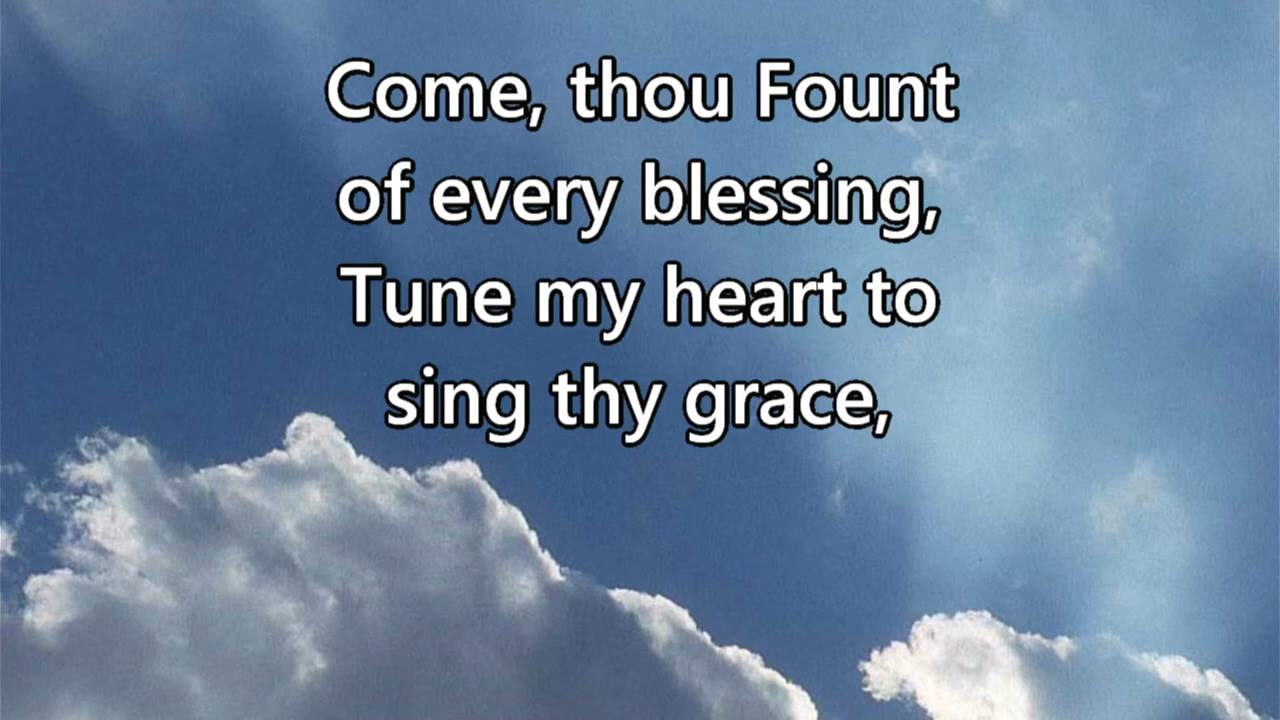 Come, thou Fount
of every blessing,
Tune my heart to
sing thy grace,